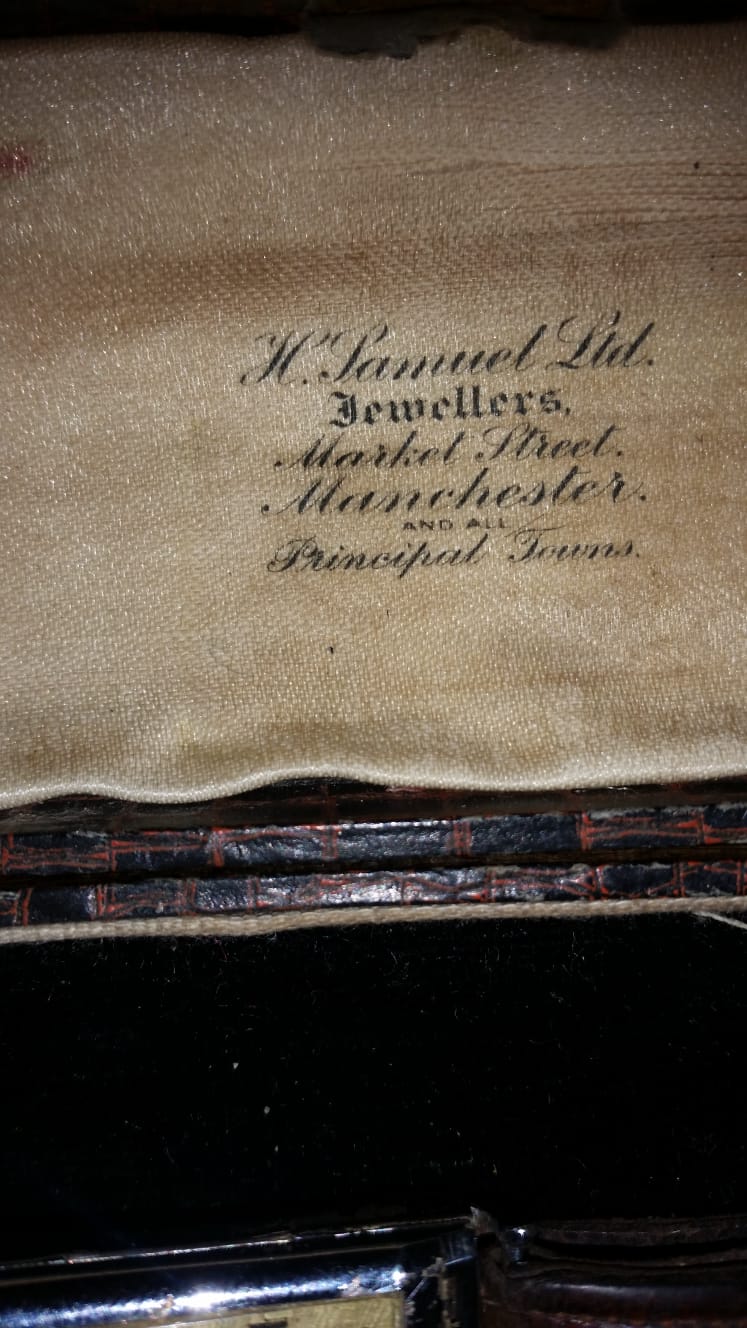 H. Samuel Ltd.
Jewellers,
Market Street.
Manchester.
AND ALL
Principal Towns.